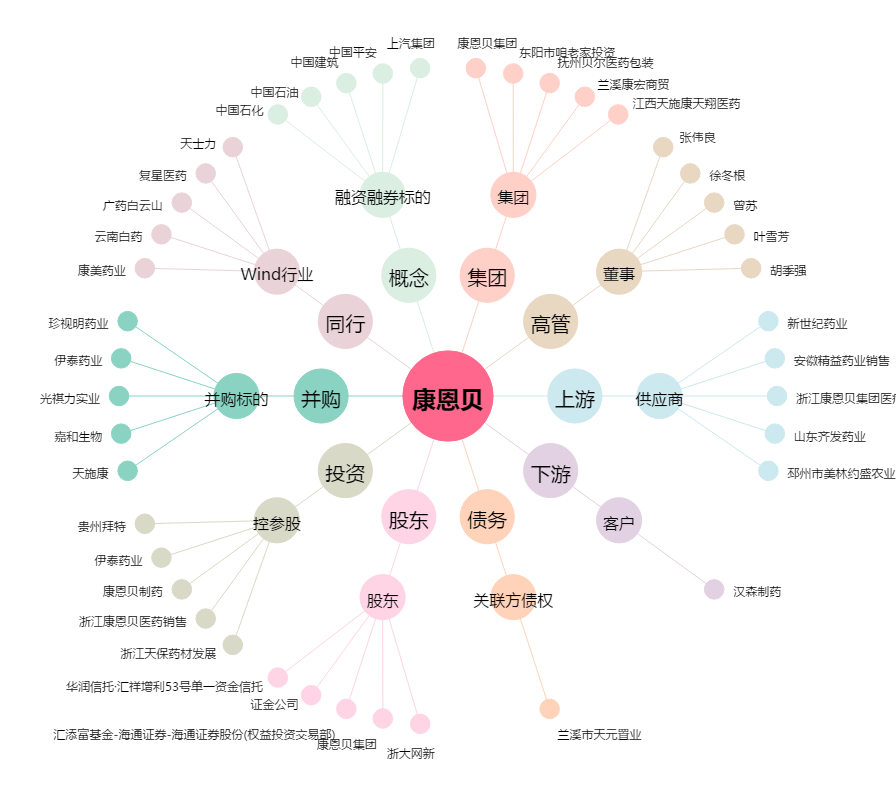 上汽集团
康恩贝集团
中国平安
东阳市咱老家投资
中国建筑
抚州贝尔医药包装
中国石油
兰溪康宏商贸
中国石化
江西天施康天翔医药
天士力
张伟良
复星医药
徐冬根
融资融券标的
集团
广药白云山
曾苏
云南白药
叶雪芳
康美药业
Wind行业
概念
集团
董事
胡季强
珍视明药业
同行
高管
新世纪药业
伊泰药业
安徽精益药业销售
光祺力实业
并购标的
并购
康恩贝
上游
供应商
浙江康恩贝集团医疗
嘉和生物
山东齐发药业
天施康
投资
下游
邳州市美林约盛农业
贵州拜特
控参股
股东
债务
客户
伊泰药业
康恩贝制药
股东
关联方债权
汉森制药
浙江康恩贝医药销售
浙江天保药材发展
华润信托·汇祥增利53号单一资金信托
证金公司
汇添富基金-海通证券-海通证券股份(权益投资交易部)
康恩贝集团
浙大网新
兰溪市天元置业